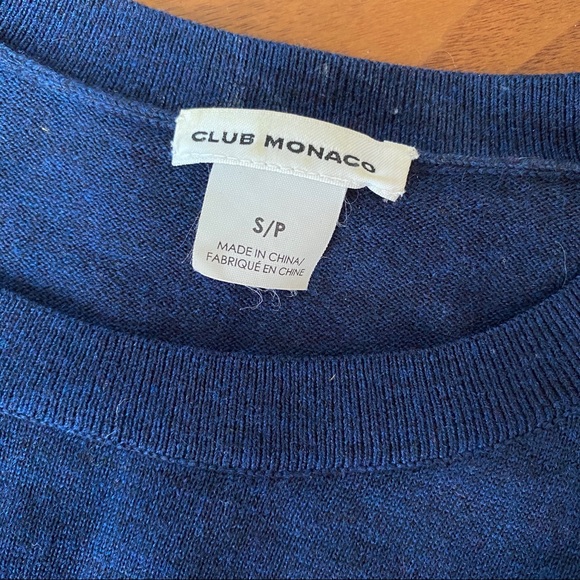 CLUB MONACO
S/P
MADE IN CHINA/
FABRIQUÉ EN CHINE